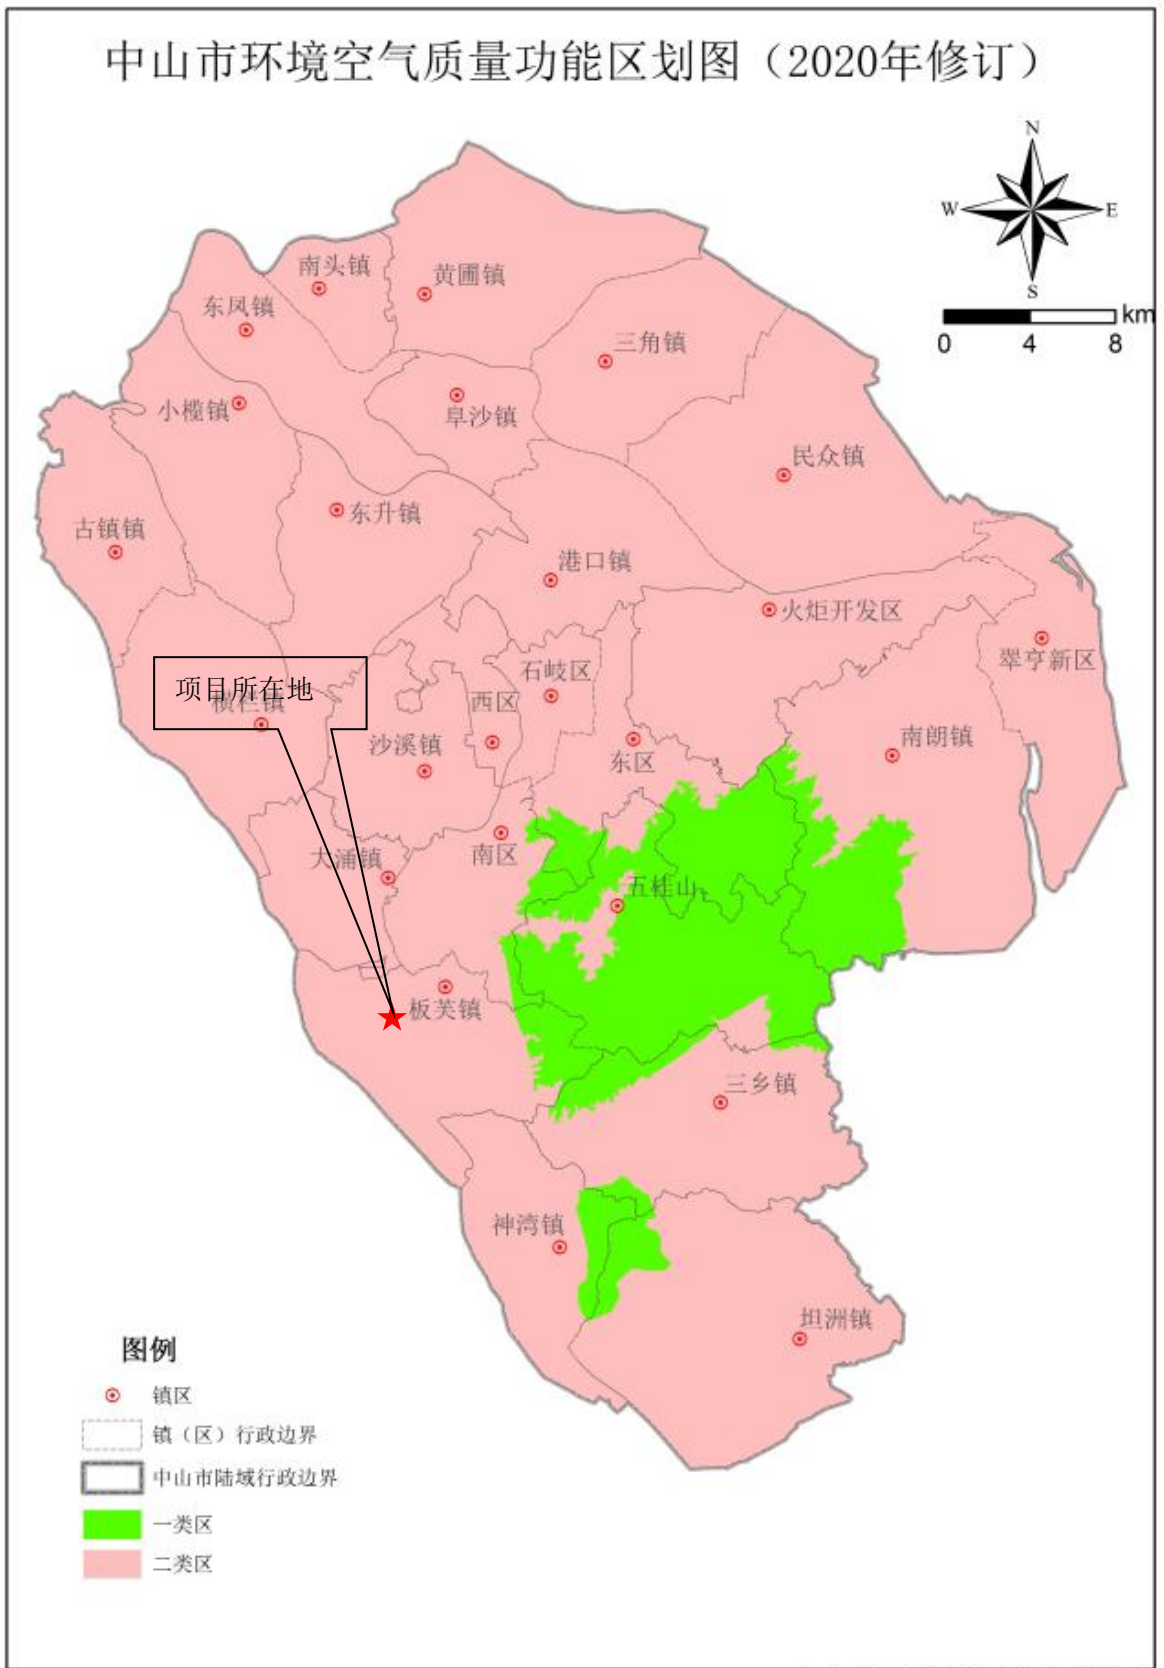 中山市环境空气质量功能区划图（2020年修订）
N
W
E
S
km
0
4
8
南头镇
黄圃镇
东凤镇
三角镇
小榄镇
阜沙镇
民众镇
古镇镇
东升镇
港口镇
火炬开发区
石岐区
翠亨新区
项目所在地
横栏镇
西区
沙溪镇
东区
南朗镇
大涌镇
南区
五桂山
板芙镇
三乡镇
神湾镇
坦洲镇
图例
镇区
镇（区）行政边界
中山市陆域行政边界
一类区
二类区